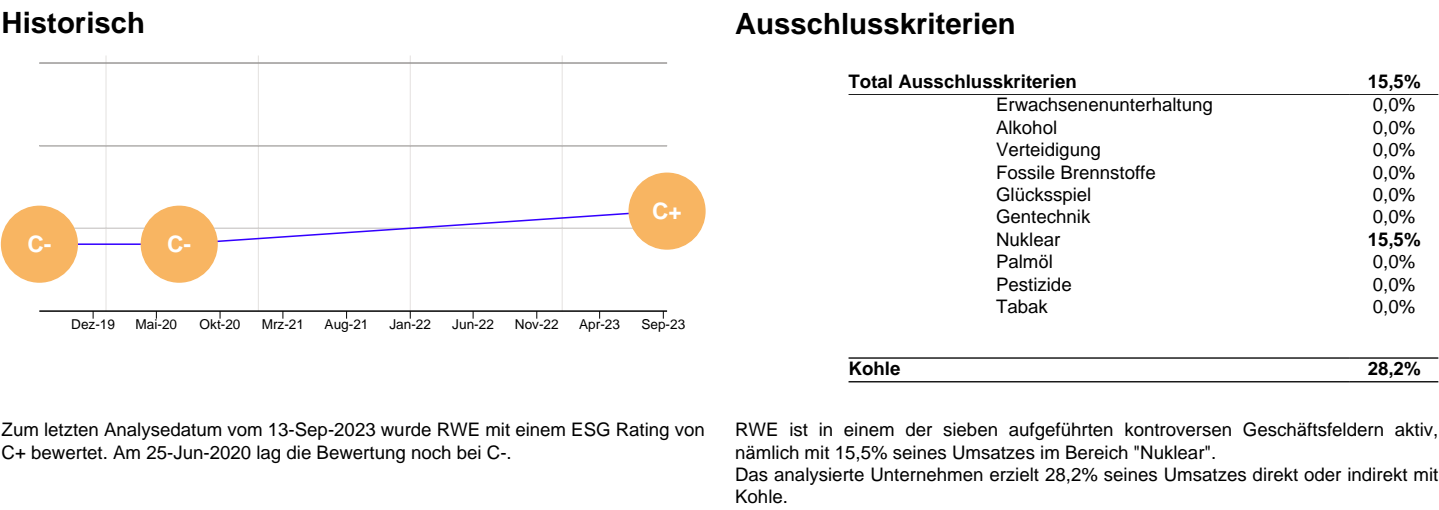 Historisch
C-
C-
C+
Dez-19 Mai-20 Okt-20 Mrz-21 Aug-21 Jan-22 Jun-22 Nov-22 Apr-23 Sep-23
Zum letzten Analysedatum vom 13-Sep-2023 wurde RWE mit einem ESG Rating von
C+ bewertet. Am 25-Jun-2020 lag die Bewertung noch bei C-.
Ausschlusskriterien
Total Ausschlusskriterien 15,5%
Erwachsenenunterhaltung 0,0%
Alkohol 0,0%
Verteidigung 0,0%
Fossile Brennstoffe 0,0%
Glücksspiel 0,0%
Gentechnik 0,0%
Nuklear 15,5%
Palmöl 0,0%
Pestizide 0,0%
Tabak 0,0%
Kohle 28,2%
RWE ist in einem der sieben aufgeführten kontroversen Geschäftsfeldern aktiv,
nämlich mit 15,5% seines Umsatzes im Bereich "Nuklear".
Das analysierte Unternehmen erzielt 28,2% seines Umsatzes direkt oder indirekt mit
Kohle.